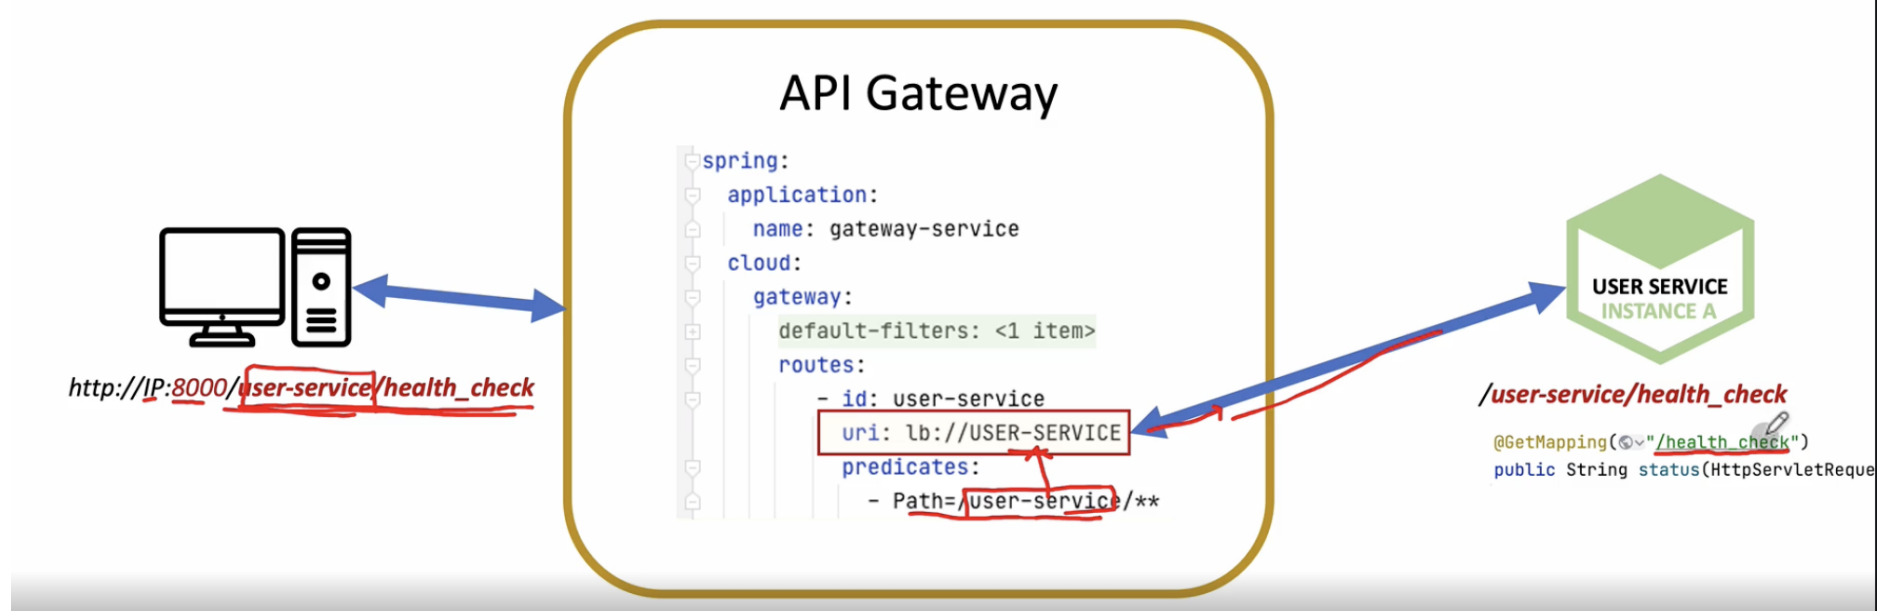 API Gateway
spring:
application:
name: gateway-service
cloud:
gateway:
default-filters: <1 item>
routes:
- id: user-service
uri: lb://USER-SERVICE
predicates:
- Path=/user-service/**
http://IP:8000/user-service/health_check
USER SERVICE
INSTANCE A
/user-service/health_check
@GetMapping("/health_check")
public String status(HttpServletReque